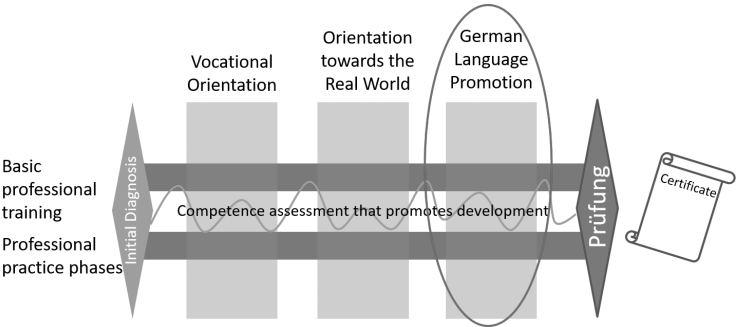 Vocational
Orientation
Orientation
towards the
Real World
German
Language
Promotion
Basic
professional
training
Professional
practice phases
Initial Diagnosis
Competence assessment that promotes development
Prüfung
Certificate